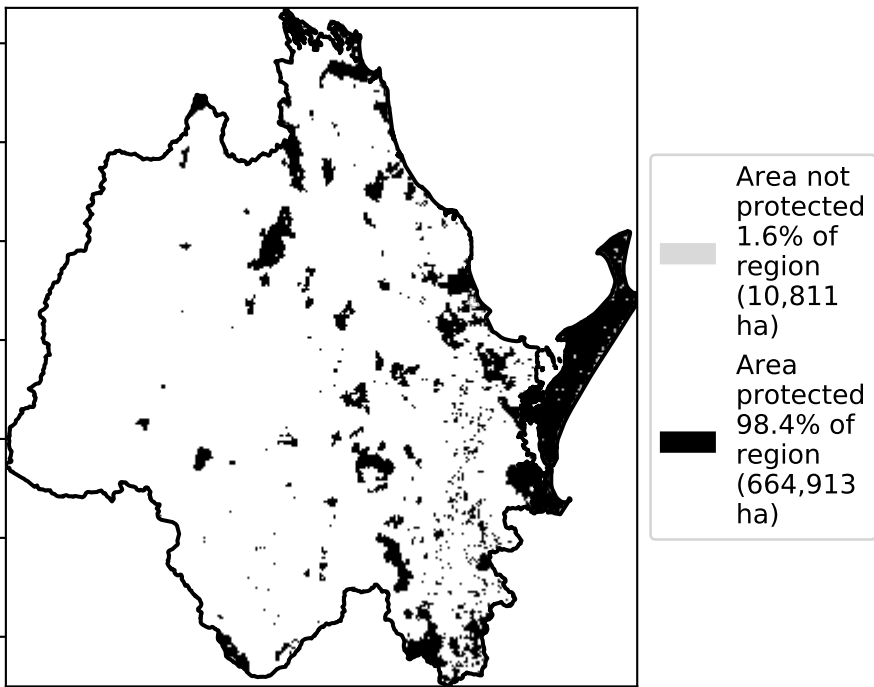 Area not
protected
1.6% of
region
(10,811
ha)
Area
protected
98.4% of
region
(664,913
ha)